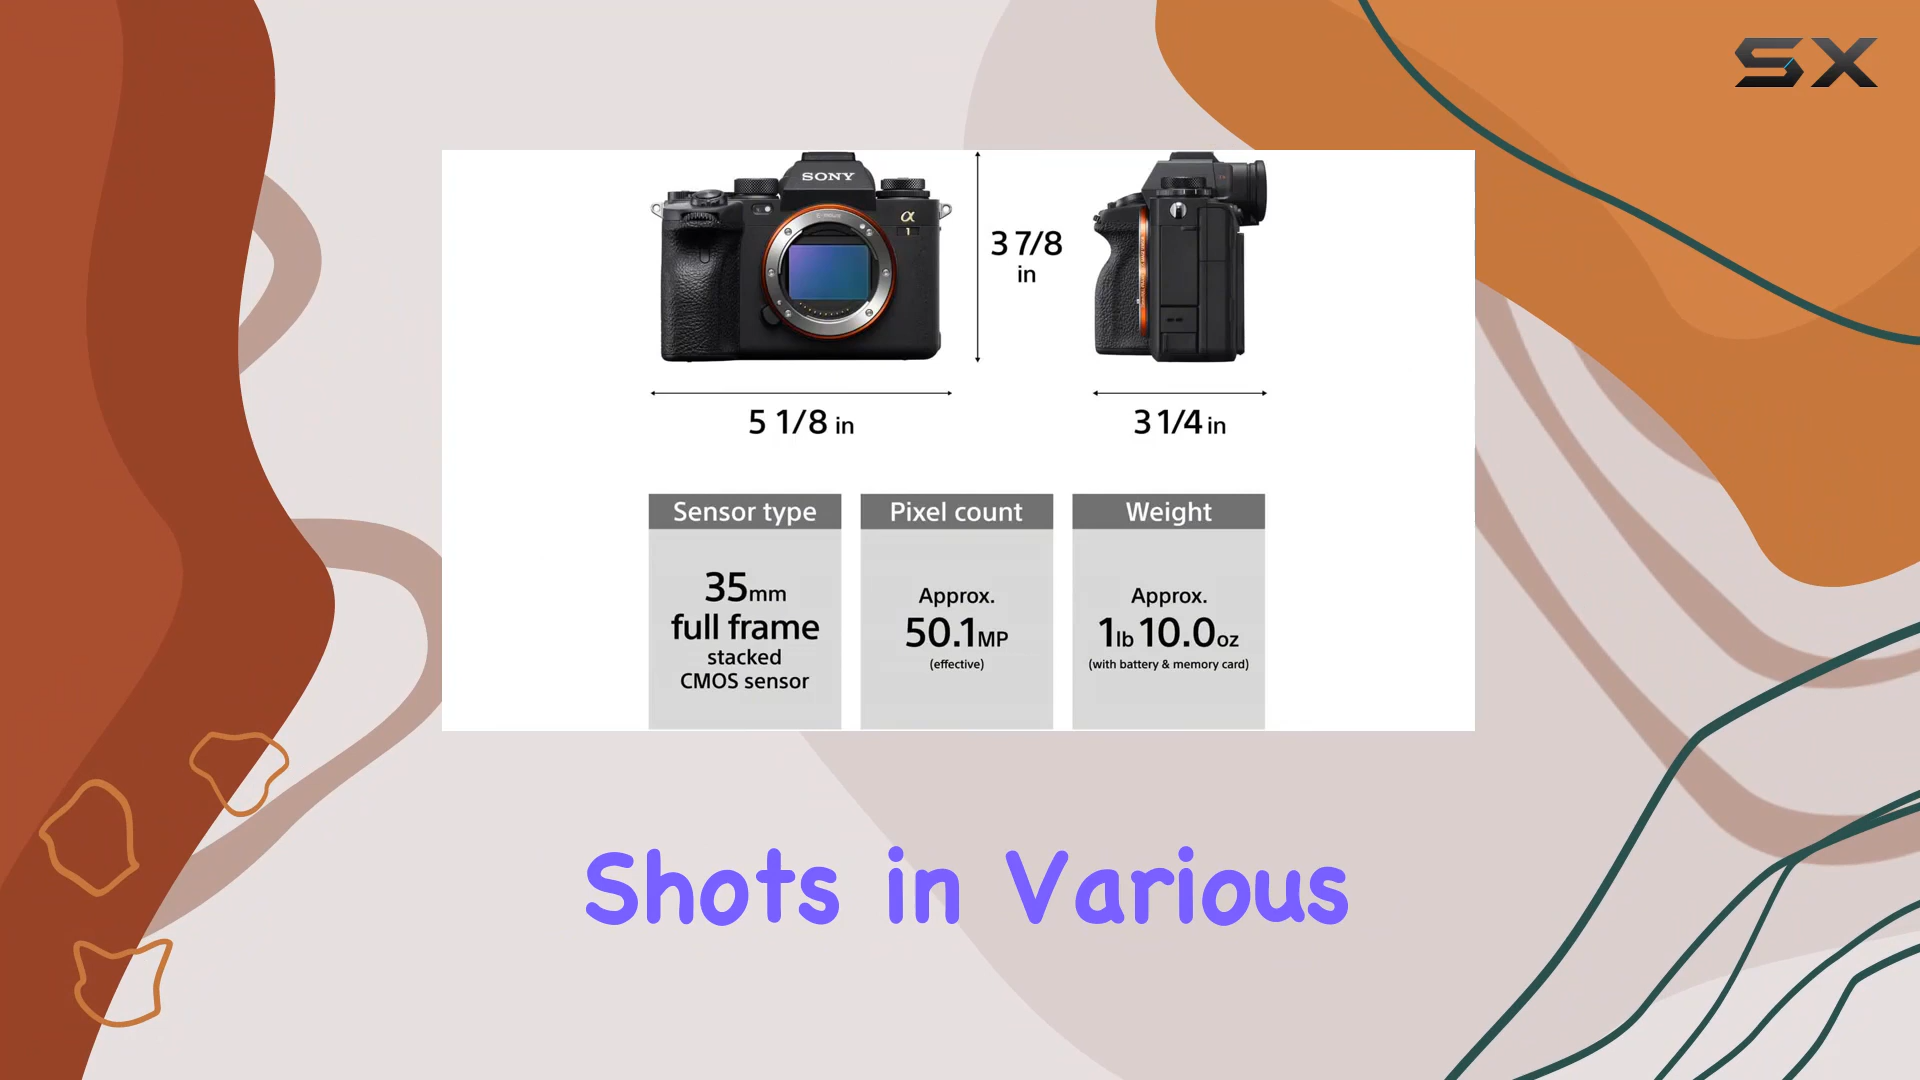 SX
SONY
α
1
3 7/8
in
5 1/8 in
3 1/4 in
Sensor type
35mm
full frame
stacked
CMOS sensor
Pixel count
Approx.
50.1MP
(effective)
Weight
Approx.
1lb 10.0oz
(with battery & memory card)
Shots in Various